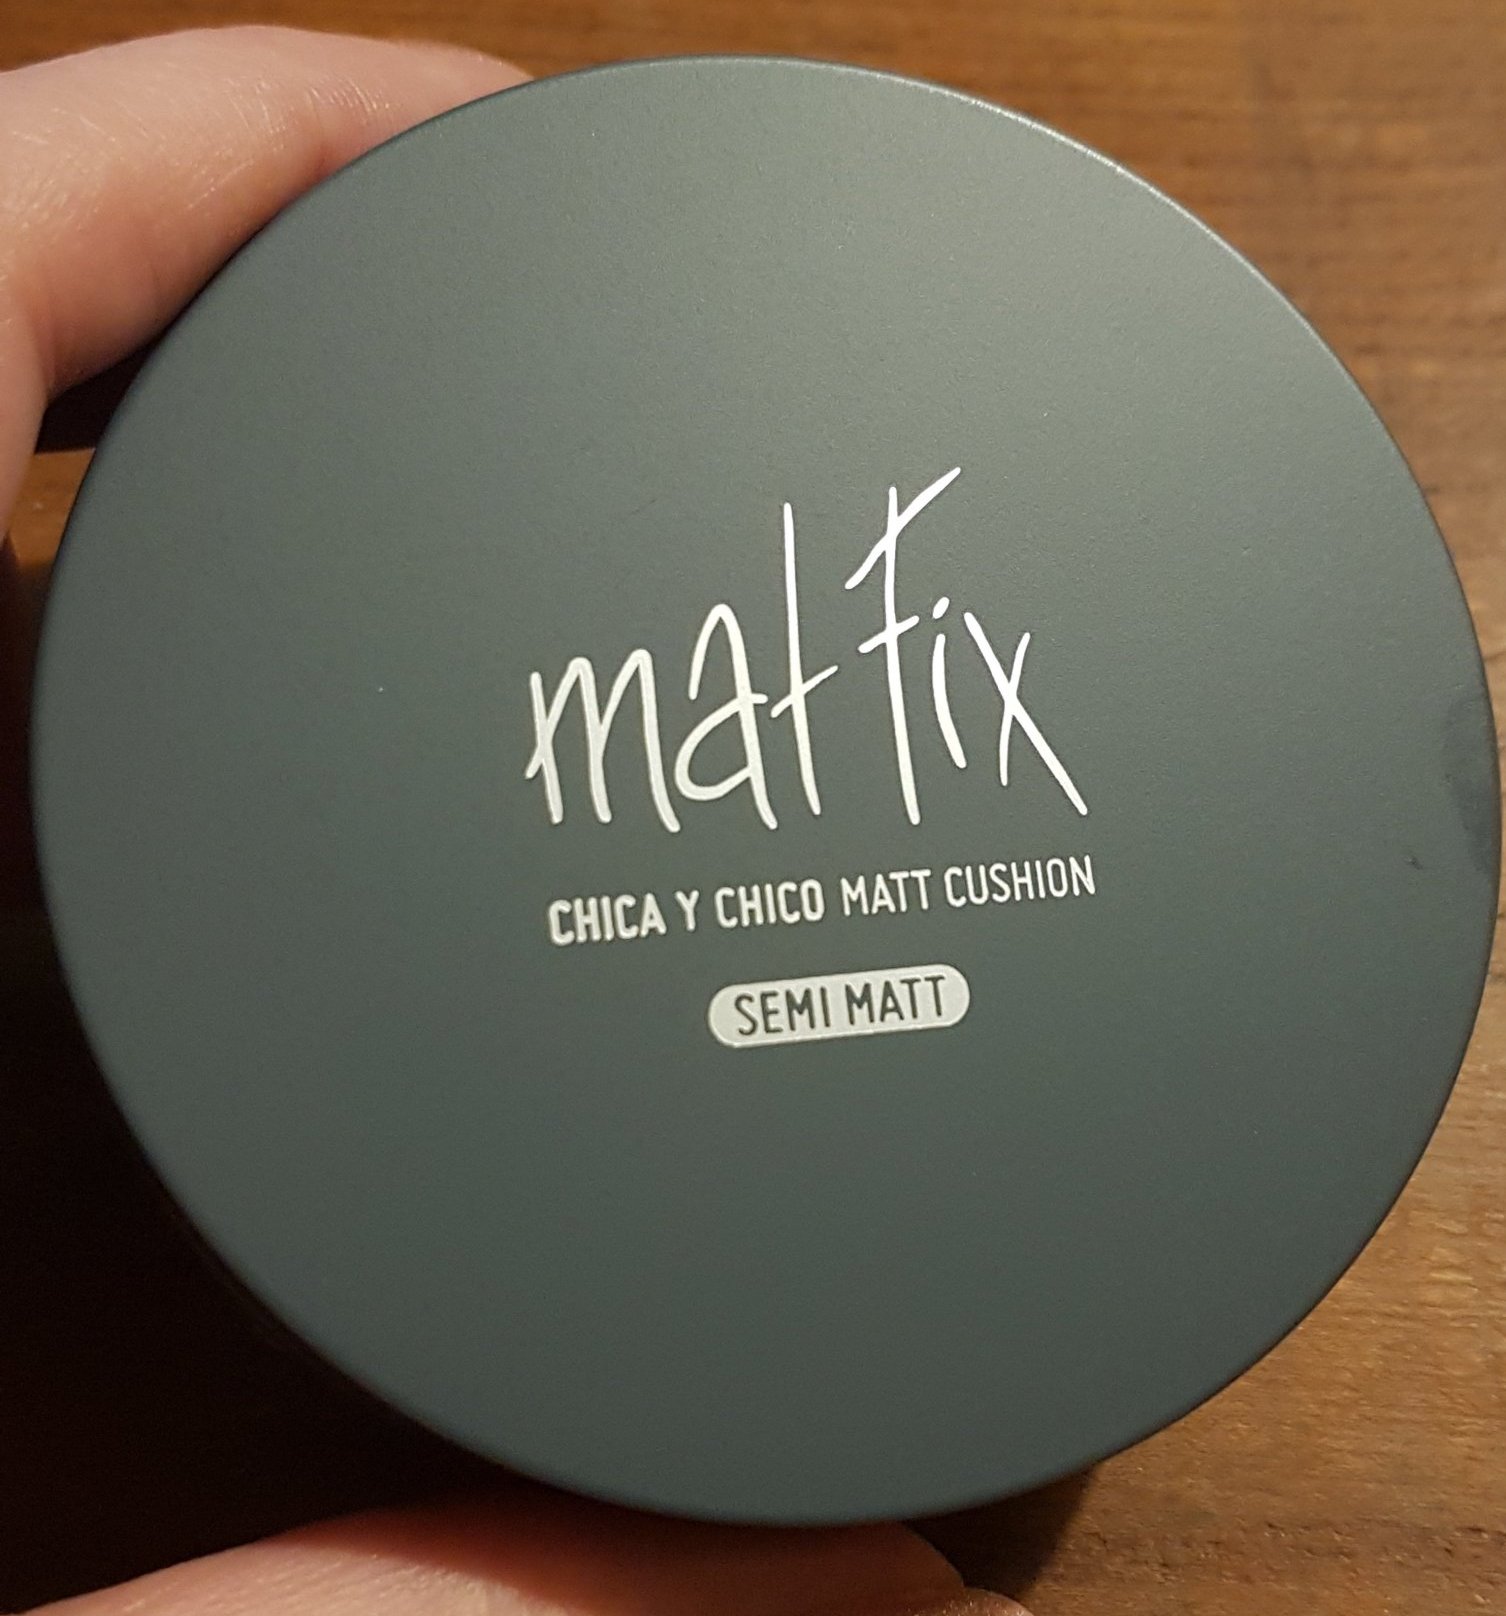 mat Fix
CHICA Y CHICO MATT CUSHION
SEMI MATT